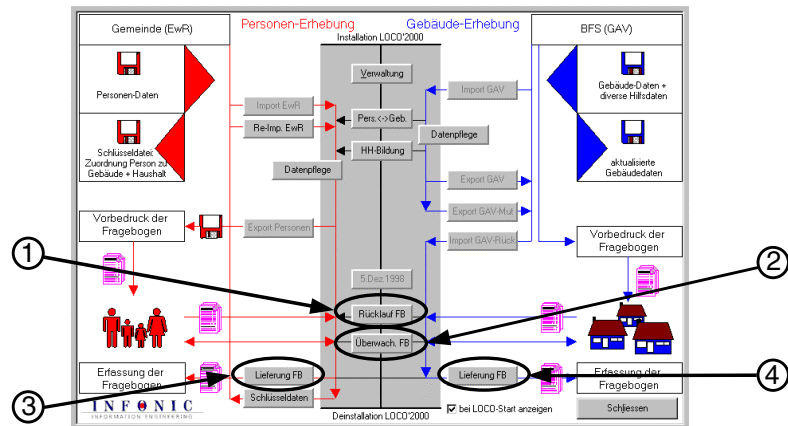 Gemeinde (EwR)
Personen-Erhebung
Gebäude-Erhebung
BFS (GAV)
Installation LOCO'2000
Personen-Daten
Schlüsseldatei:
Zuordnung Person zu
Gebäude + Haushalt
Import EwR
Re-Imp. EwR
Datenpflege
Export Personen
Verwaltung
Pers.<->Geb.
HH-Bildung
Import GAV
Datenpflege
Export GAV
Export GAV-Mut
Import GAV-Rück
Gebäude-Daten +
diverse Hilfsdaten
aktualisierte
Gebäudedaten
Vorbedruck der
Fragebogen
Vorbedruck der
Fragebogen
5.Dez.1998
1
Rücklauf FB
2
Überwach. FB
Erfassung der
Fragebogen
3
Lieferung FB
Schlüsseldaten
Lieferung FB
4
Erfassung der
Fragebogen
INFONIC
INFORMATION ENGINEERING
Deinstallation LOCO'2000
bei LOCO-Start anzeigen
Schliessen